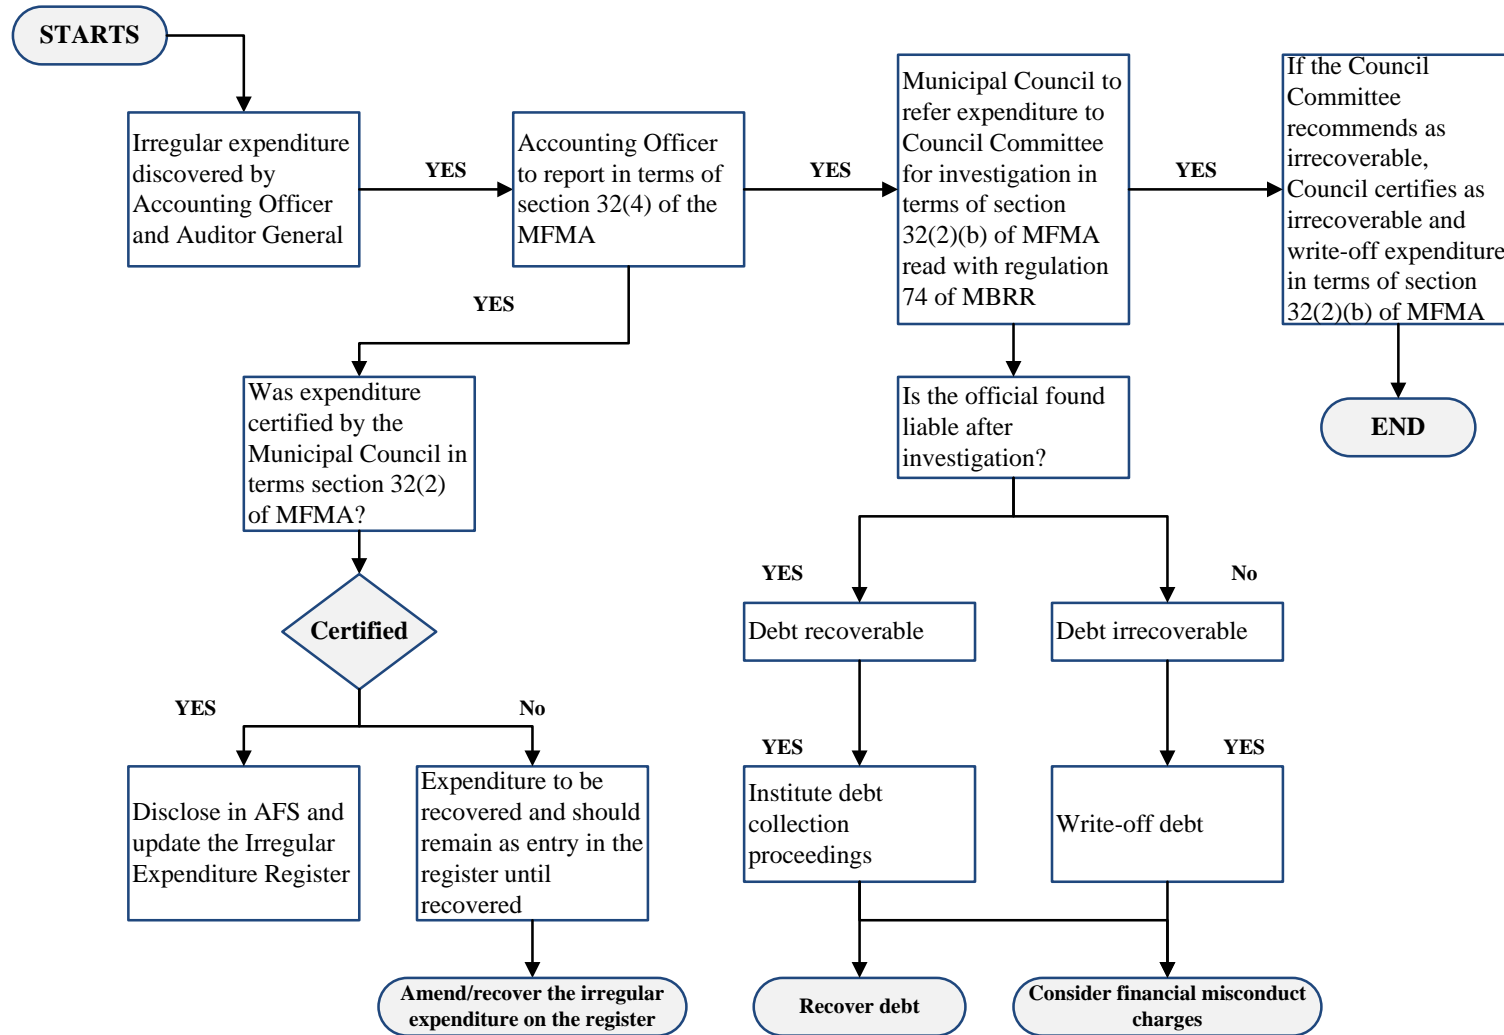 STARTS
Irregular expenditure
discovered by
Accounting Officer
and Auditor General
YES
Accounting Officer
to report in terms of
section 32(4) of the
MFMA
YES
Municipal Council to
refer expenditure to
Council Committee
for investigation in
terms of section
32(2)(b) of MFMA
read with regulation
74 of MBRR
YES
If the Council
Committee
recommends as
irrecoverable,
Council certifies as
irrecoverable and
write-off expenditure
in terms of section
32(2)(b) of MFMA
END
YES
Was expenditure
certified by the
Municipal Council in
terms section 32(2)
of MFMA?
Certified
YES
No
Disclose in AFS and
update the Irregular
Expenditure Register
Expenditure to be
recovered and should
remain as entry in the
register until
recovered
Amend/recover the irregular
expenditure on the register
Is the official found
liable after
investigation?
YES
No
Debt recoverable
Debt irrecoverable
YES
YES
Institute debt
collection
proceedings
Write-off debt
Recover debt
Consider financial misconduct
charges